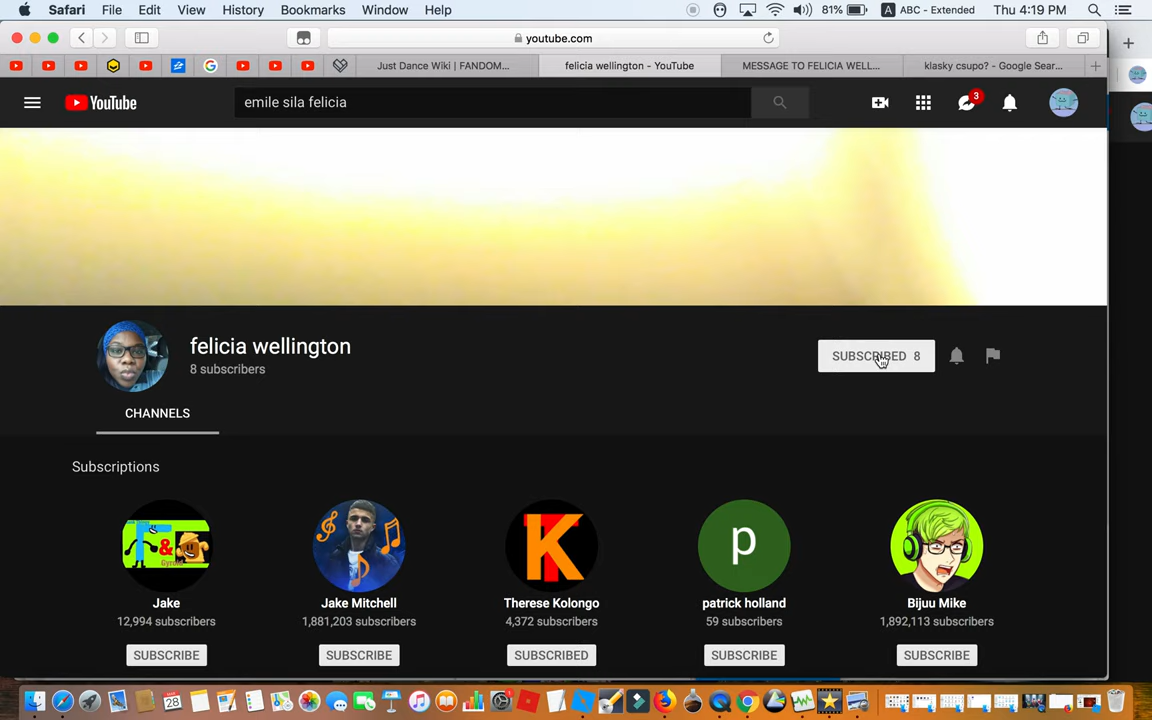 Safari File Edit View History Bookmarks Window Help 81% A ABC - Extended Thu 4:19 PM
youtube.com
Just Dance Wiki | FANDOM... felicia wellington - YouTube MESSAGE TO FELICIA WELL... klasky csupo? - Google Sear...
YouTube emile sila felicia 3
felicia wellington
8 subscribers
SUBSCRIBED 8
CHANNELS
Subscriptions
K p
Jake Jake Mitchell Therese Kolongo patrick holland Bijuu Mike
12,994 subscribers 1,881,203 subscribers 4,372 subscribers 59 subscribers 1,892,113 subscribers
SUBSCRIBE SUBSCRIBE SUBSCRIBED SUBSCRIBE SUBSCRIBE
28